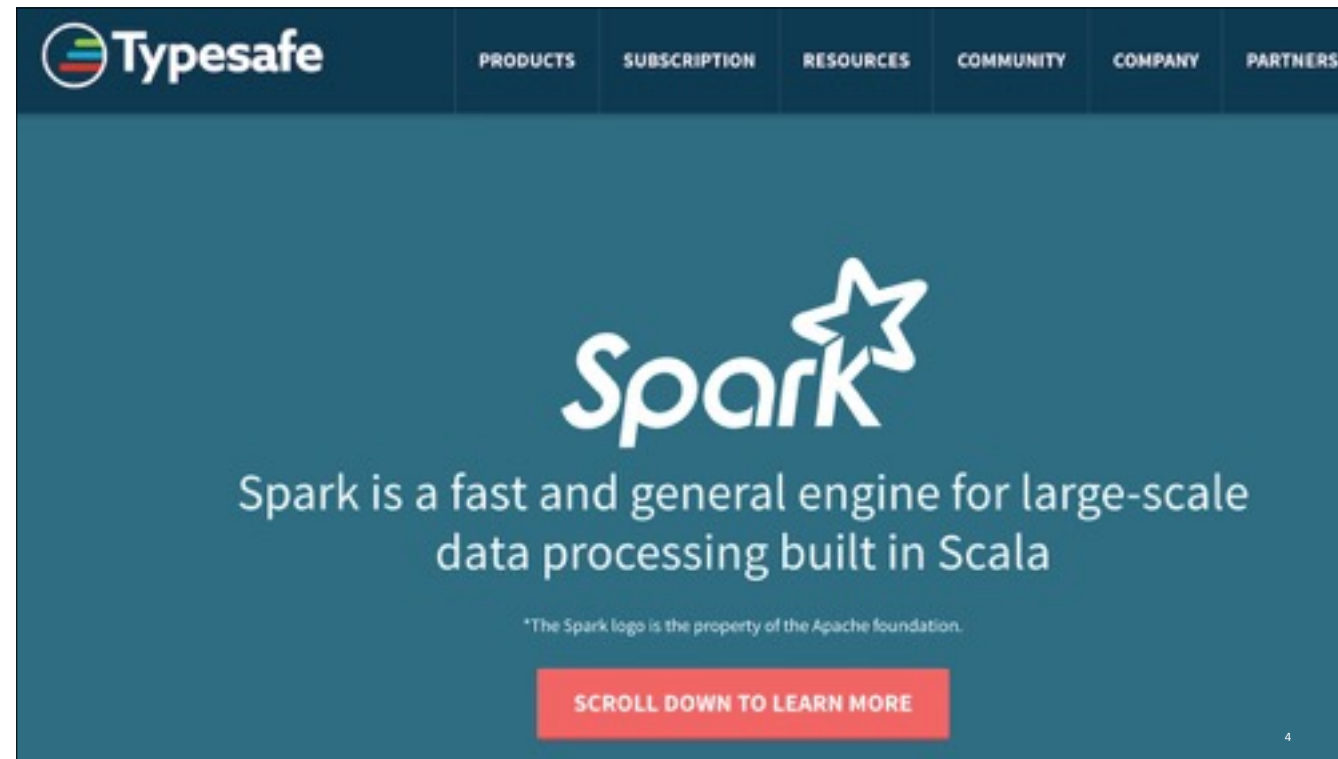 Typesafe
PRODUCTS SUBSCRIPTION RESOURCES COMMUNITY COMPANY PARTNERS
Spark
Spark is a fast and general engine for large-scale
data processing built in Scala
*The Spark logo is the property of the Apache foundation.
SCROLL DOWN TO LEARN MORE
4